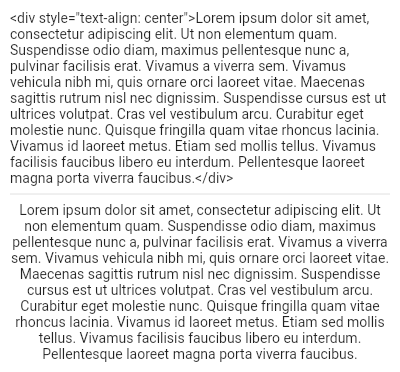 <div style="text-align: center">Lorem ipsum dolor sit amet,
consectetur adipiscing elit. Ut non elementum quam.
Suspendisse odio diam, maximus pellentesque nunc a,
pulvinar facilisis erat. Vivamus a viverra sem. Vivamus
vehicula nibh mi, quis ornare orci laoreet vitae. Maecenas
sagittis rutrum nisl nec dignissim. Suspendisse cursus est ut
ultrices volutpat. Cras vel vestibulum arcu. Curabitur eget
molestie nunc. Quisque fringilla quam vitae rhoncus lacinia.
Vivamus id laoreet metus. Etiam sed mollis tellus. Vivamus
facilisis faucibus libero eu interdum. Pellentesque laoreet
magna porta viverra faucibus.</div>
Lorem ipsum dolor sit amet, consectetur adipiscing elit. Ut
non elementum quam. Suspendisse odio diam, maximus
pellentesque nunc a, pulvinar facilisis erat. Vivamus a viverra
sem. Vivamus vehicula nibh mi, quis ornare orci laoreet vitae.
Maecenas sagittis rutrum nisl nec dignissim. Suspendisse
cursus est ut ultrices volutpat. Cras vel vestibulum arcu.
Curabitur eget molestie nunc. Quisque fringilla quam vitae
rhoncus lacinia. Vivamus id laoreet metus. Etiam sed mollis
tellus. Vivamus facilisis faucibus libero eu interdum.
Pellentesque laoreet magna porta viverra faucibus.